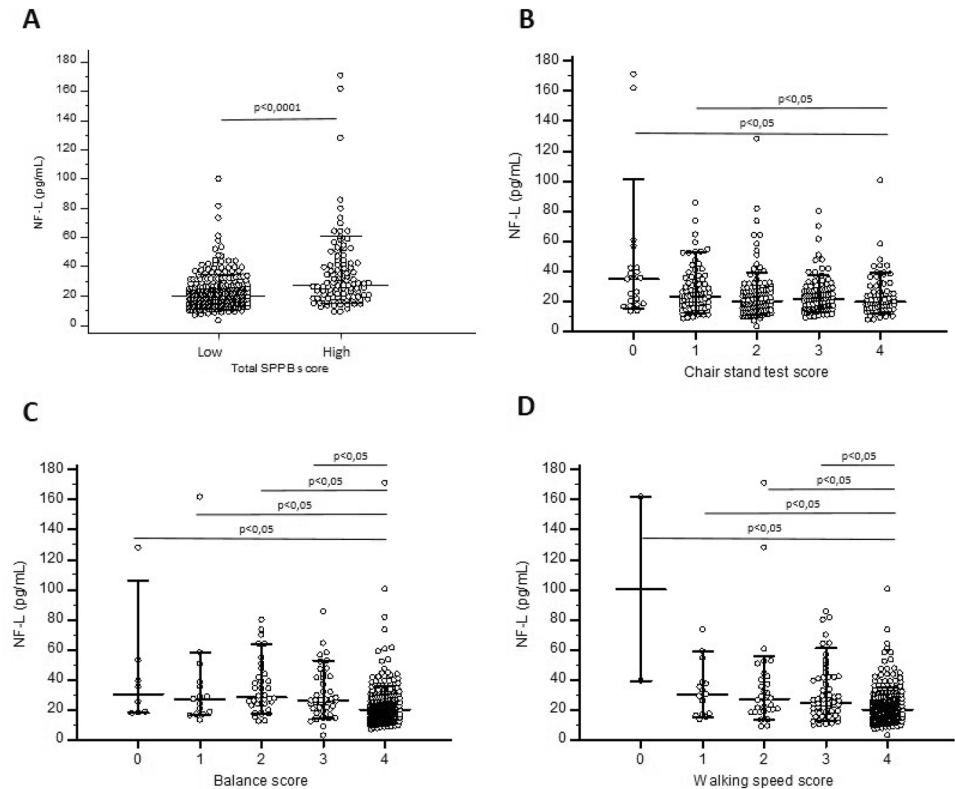 A
180
160
140
120
100
80
60
40
20
0
NF-L (pg/mL)
p<0,0001
Low High
Total SPPB score
B
180
160
140
120
100
80
60
40
20
0
NF-L (pg/mL)
p<0,05
p<0,05
0 1 2 3 4
Chair stand test score
C
180
160
140
120
100
80
60
40
20
0
NF-L (pg/mL)
p<0,05
p<0,05
p<0,05
p<0,05
0 1 2 3 4
Balance score
D
180
160
140
120
100
80
60
40
20
0
NF-L (pg/mL)
p<0,05
p<0,05
p<0,05
p<0,05
0 1 2 3 4
Walking speed score